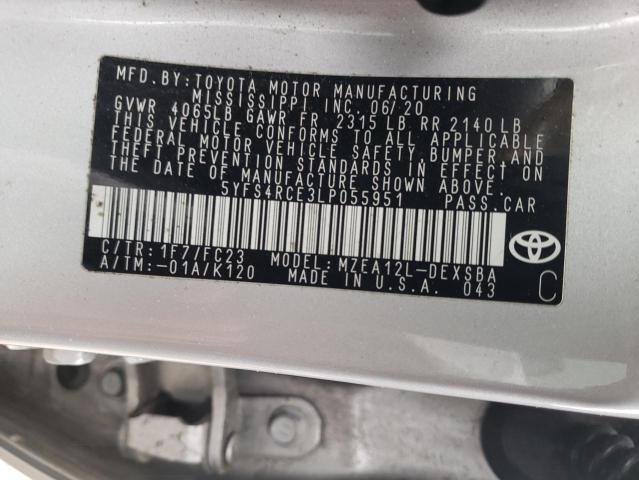 MFD.BY: TOYOTA MOTOR MANUFACTURING
MISSISSIPPI INC. 06/20
GVWR 4065LB GAWR FR 2315 LB RR 2140 LB
THIS VEHICLE CONFORMS TO ALL APPLICABLE
FEDERAL MOTOR VEHICLE SAFETY, BUMPER, AND
THEFT PREVENTION STANDARDS IN EFFECT ON
THE DATE OF MANUFACTURE SHOWN ABOVE.
5YFS4RCE3LP055951 PASS.CAR
C/TR: 1F7/FC23 MODEL: MZEA12L-DEXSBA
A/TM: -01A/K120 MADE IN U.S.A. 043
C